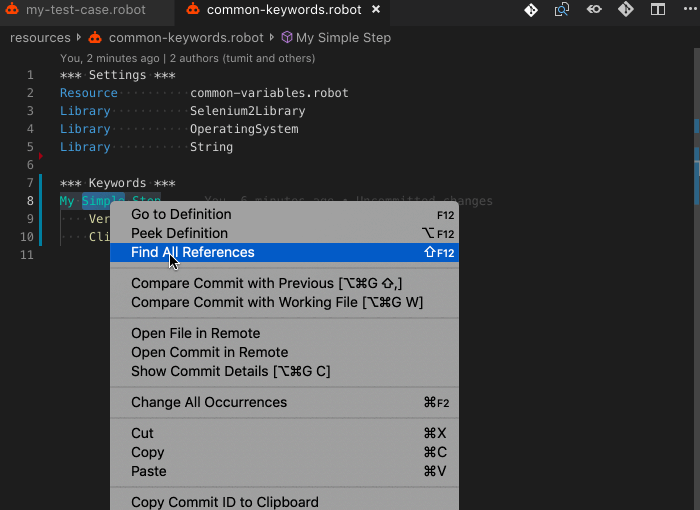 my-test-case.robot common-keywords.robot ×
resources common-keywords.robot My Simple Step
You, 2 minutes ago | 2 authors (tumit and others)
1 *** Settings ***
2 Resource common-variables.robot
3 Library Selenium2Library
4 Library OperatingSystem
5 Library String
6
7 *** Keywords ***
8 My Simple Step You, 6 minutes ago • Uncommitted changes
9 Ver
10 Cli
11
Go to Definition F12
Peek Definition ⌥F12
Find All References ⇧F12
Compare Commit with Previous [⌥⌘G ⇧,]
Compare Commit with Working File [⌥⌘G W]
Open File in Remote
Open Commit in Remote
Show Commit Details [⌥⌘G C]
Change All Occurrences ⌘F2
Cut ⌘X
Copy ⌘C
Paste ⌘V
Copy Commit ID to Clipboard